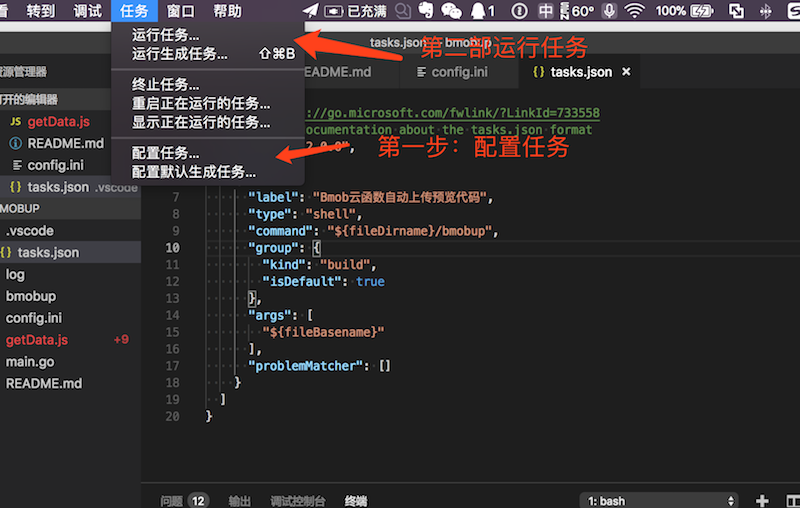 看 转到 调试 任务 窗口 帮助 1 中 60° 已充满 100%
运行任务...
运行生成任务... ⇧⌘B
终止任务...
重启正在运行的任务...
显示正在运行的任务...
配置任务...
配置默认生成任务...
第二部运行任务
第一步：配置任务
tasks.json — bmobup
资源管理器
打开的编辑器
JS getData.js
README.md
config.ini
{} tasks.json .vscode
MOBUP
.vscode
{} tasks.json
log
bmobup
config.ini
getData.js +9
main.go
README.md
EADME.md
config.ini
{} tasks.json ×
://go.microsoft.com/fwlink/?LinkId=733558
ocumentation about the tasks.json format
7 "label": "Bmob云函数自动上传预览代码",
8 "type": "shell",
9 "command": "${fileDirname}/bmobup",
10 "group": {
11 "kind": "build",
12 "isDefault": true
13 },
14 "args": [
15 "${fileBasename}"
16 ],
17 "problemMatcher": []
18 }
19 ]
20 }
问题 12 输出 调试控制台 终端 1: bash